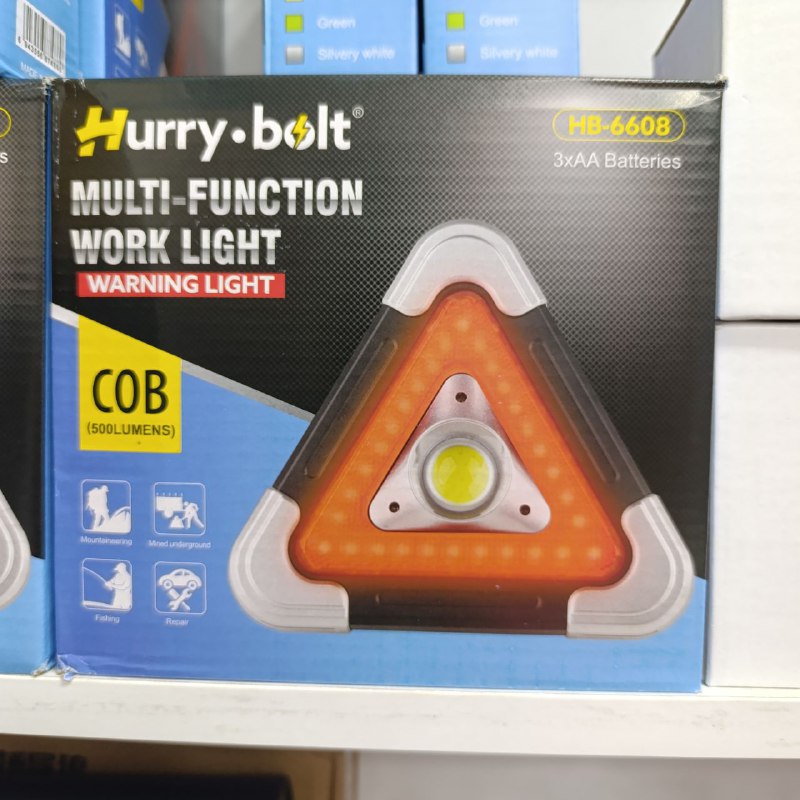 Green
Silvery white
Green
Silvery white
Hurry·bolt®
HB-6608
3xAA Batteries
MULTI-FUNCTION
WORK LIGHT
WARNING LIGHT
COB
(500LUMENS)
Mountaineering
Mined underground
Fishing
Repair